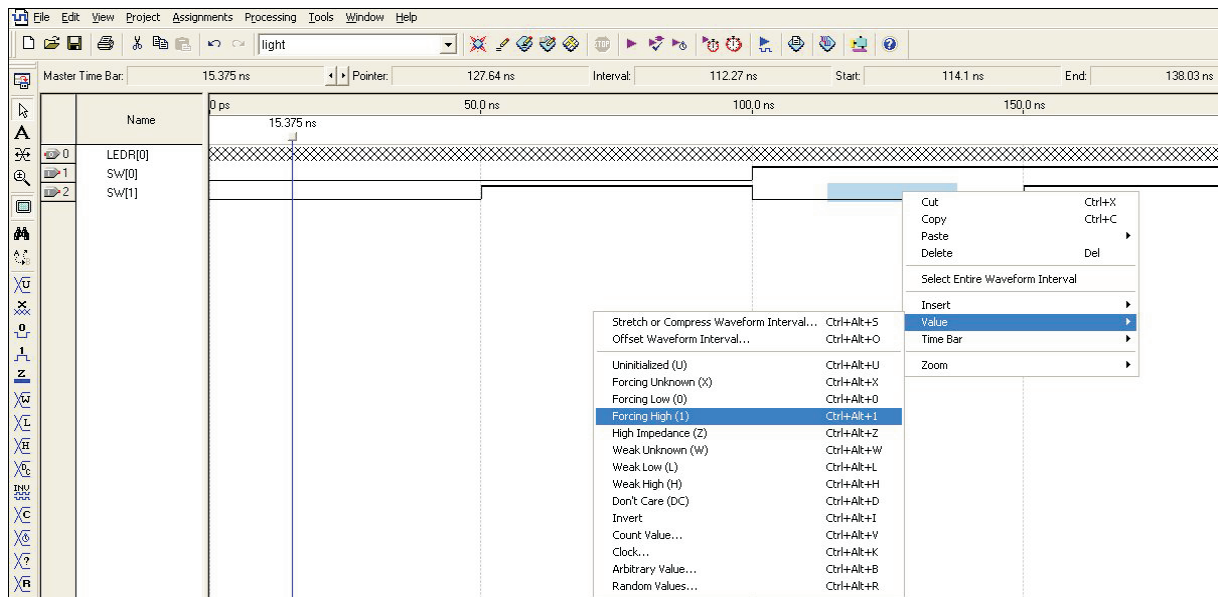 File Edit View Project Assignments Processing Tools Window Help
light
Master Time Bar: 15.375 ns Pointer: 127.64 ns Interval: 112.27 ns Start: 114.1 ns End: 138.03 ns
0 ps 50.0 ns 100.0 ns 150.0 ns
Name
15.375 ns
0 LEDR[0]
1 SW[0]
2 SW[1]
Cut Ctrl+X
Copy Ctrl+C
Paste
Delete Del
Select Entire Waveform Interval
Insert
Value
Time Bar
Zoom
Stretch or Compress Waveform Interval... Ctrl+Alt+S
Offset Waveform Interval... Ctrl+Alt+O
Uninitialized (U) Ctrl+Alt+U
Forcing Unknown (X) Ctrl+Alt+X
Forcing Low (0) Ctrl+Alt+0
Forcing High (1) Ctrl+Alt+1
High Impedance (Z) Ctrl+Alt+Z
Weak Unknown (W) Ctrl+Alt+W
Weak Low (L) Ctrl+Alt+L
Weak High (H) Ctrl+Alt+H
Don't Care (DC) Ctrl+Alt+D
Invert Ctrl+Alt+I
Count Value... Ctrl+Alt+V
Clock... Ctrl+Alt+K
Arbitrary Value... Ctrl+Alt+B
Random Values... Ctrl+Alt+R